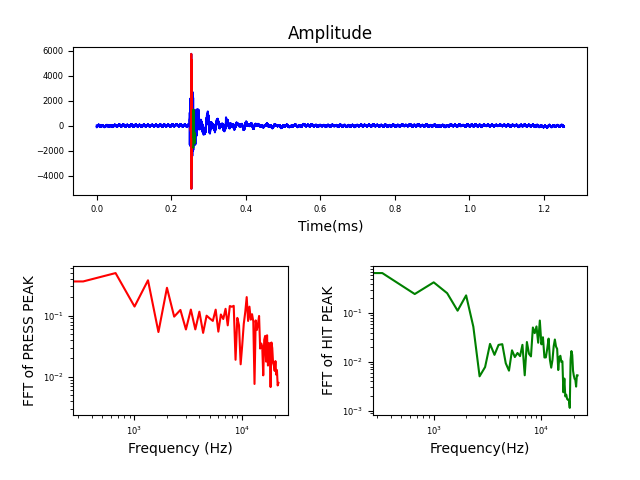 Amplitude
6000
4000
2000
0
−2000
−4000
0.0 0.2 0.4 0.6 0.8 1.0 1.2
Time(ms)
FFT of PRESS PEAK
10⁻¹
10⁻²
10³ 10⁴
Frequency (Hz)
FFT of HIT PEAK
10⁻¹
10⁻²
10⁻³
10³ 10⁴
Frequency(Hz)